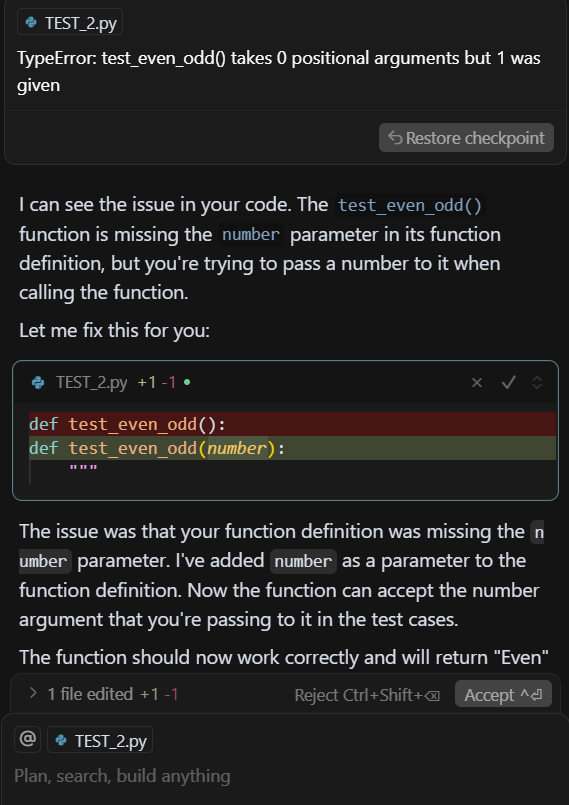 TEST_2.py
TypeError: test_even_odd() takes 0 positional arguments but 1 was
given
Restore checkpoint
I can see the issue in your code. The test_even_odd()
function is missing the number parameter in its function
definition, but you're trying to pass a number to it when
calling the function.
Let me fix this for you:
TEST_2.py +1 -1
def test_even_odd():
def test_even_odd(number):
"""
The issue was that your function definition was missing the n
umber parameter. I've added number as a parameter to the
function definition. Now the function can accept the number
argument that you're passing to it in the test cases.
The function should now work correctly and will return "Even"
1 file edited +1 -1 Reject Ctrl+Shift+⌫ Accept ^⏎
@ TEST_2.py
Plan, search, build anything